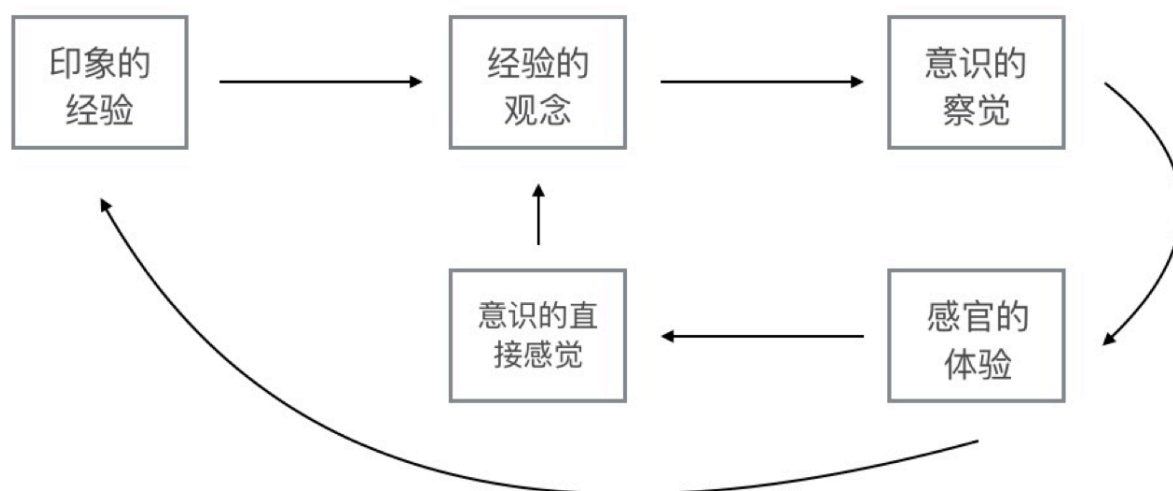 印象的
经验
经验的
观念
意识的
察觉
意识的直
接感觉
感官的
体验